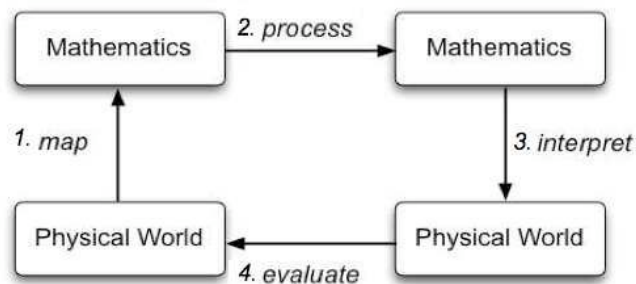 Mathematics
2. process
Mathematics
1. map
3. interpret
Physical World
4. evaluate
Physical World